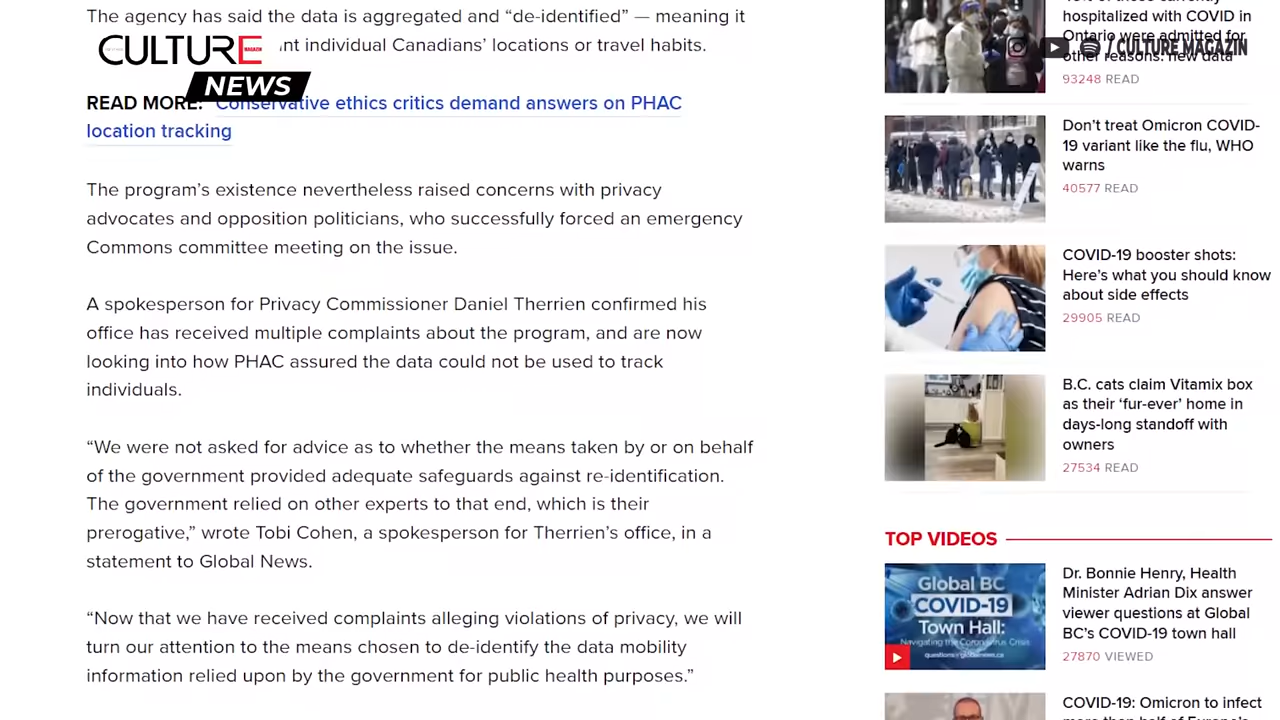 The agency has said the data is aggregated and “de-identified” — meaning it
nt individual Canadians’ locations or travel habits.
CULTURE
NEWS
READ MORE: Conservative ethics critics demand answers on PHAC
location tracking
The program’s existence nevertheless raised concerns with privacy
advocates and opposition politicians, who successfully forced an emergency
Commons committee meeting on the issue.
A spokesperson for Privacy Commissioner Daniel Therrien confirmed his
office has received multiple complaints about the program, and are now
looking into how PHAC assured the data could not be used to track
individuals.
“We were not asked for advice as to whether the means taken by or on behalf
of the government provided adequate safeguards against re-identification.
The government relied on other experts to that end, which is their
prerogative,” wrote Tobi Cohen, a spokesperson for Therrien’s office, in a
statement to Global News.
“Now that we have received complaints alleging violations of privacy, we will
turn our attention to the means chosen to de-identify the data mobility
information relied upon by the government for public health purposes.”
hospitalized with COVID in
Ontario were admitted for
other reasons: new data
/ CULTURE MAGAZIN
93248 READ
Don’t treat Omicron COVID-
19 variant like the flu, WHO
warns
40577 READ
COVID-19 booster shots:
Here’s what you should know
about side effects
29905 READ
B.C. cats claim Vitamix box
as their ‘fur-ever’ home in
days-long standoff with
owners
27534 READ
TOP VIDEOS
Global BC
COVID-19
Town Hall:
Navigating the Coronavirus Crisis
questions@globalnews.ca
Dr. Bonnie Henry, Health
Minister Adrian Dix answer
viewer questions at Global
BC’s COVID-19 town hall
27870 VIEWED
COVID-19: Omicron to infect
more than half of Europe’s